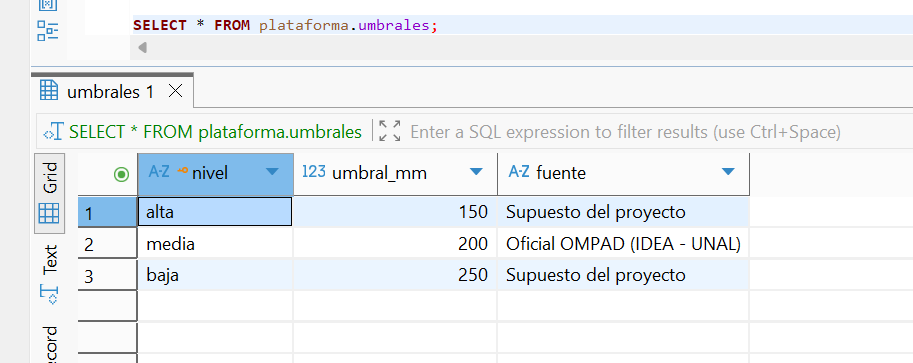 SELECT * FROM plataforma.umbrales;
umbrales 1
SELECT * FROM plataforma.umbrales
Enter a SQL expression to filter results (use Ctrl+Space)
Grid
Text
A-Z nivel
123 umbral_mm
A-Z fuente
1 alta 150 Supuesto del proyecto
2 media 200 Oficial OMPAD (IDEA - UNAL)
3 baja 250 Supuesto del proyecto